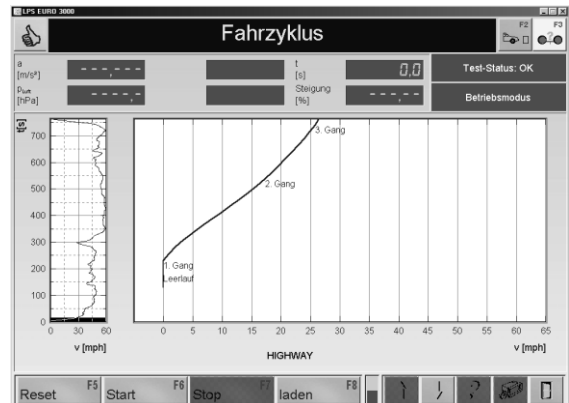 LPS EURO 3000
Fahrzyklus
F2
F3
a
[m/s²]
---,---
t
[s]
0,0
Test-Status: OK
pLuft
[hPa]
----,--
Steigung
[%]
---,-
Betriebsmodus
t[s]
700
600
500
400
300
200
100
0
0 30 60
v [mph]
3. Gang
2. Gang
1. Gang
Leerlauf
0 5 10 15 20 25 30 35 40 45 50 55 60 65
HIGHWAY
v [mph]
Reset F5
Start F6
Stop F7
laden F8